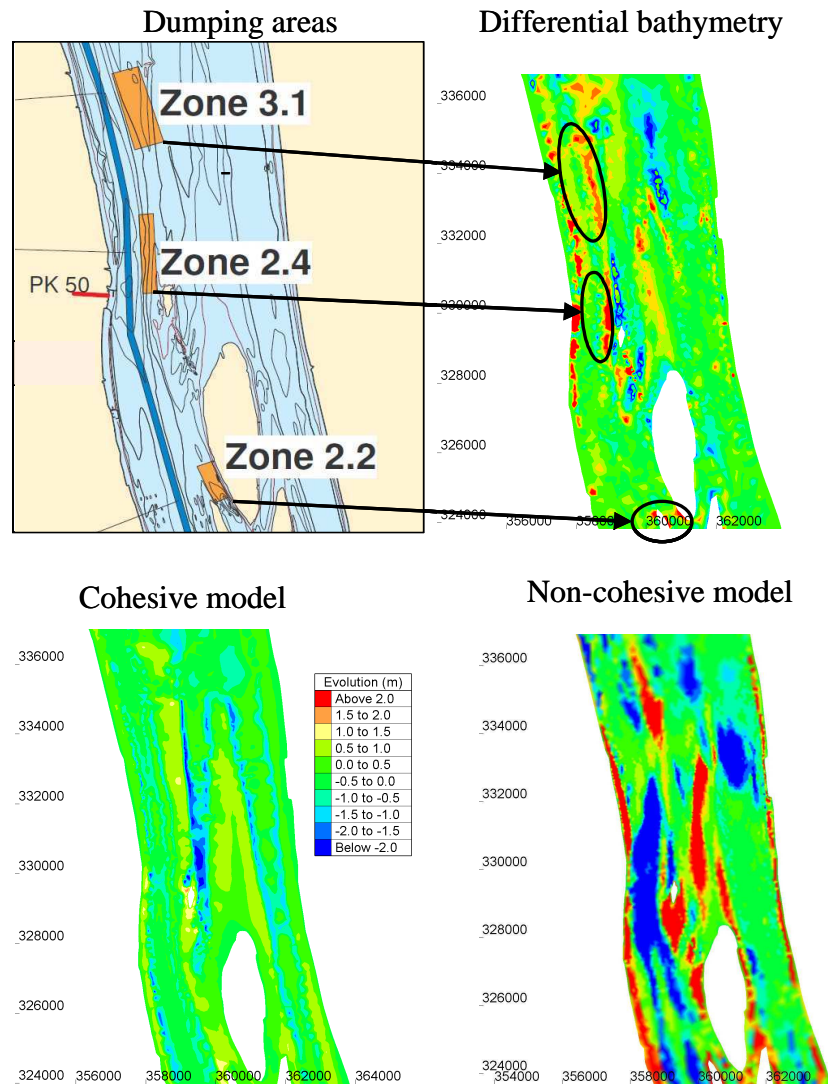 Dumping areas
Differential bathymetry
Zone 3.1
Zone 2.4
PK 50
Zone 2.2
336000
334000
332000
330000
328000
326000
324000
356000
358000
360000
362000
Cohesive model
Non-cohesive model
336000
334000
332000
330000
328000
326000
324000
356000
358000
360000
362000
364000
Evolution (m)
Above 2.0
1.5 to 2.0
1.0 to 1.5
0.5 to 1.0
0.0 to 0.5
-0.5 to 0.0
-1.0 to -0.5
-1.5 to -1.0
-2.0 to -1.5
Below -2.0
336000
334000
332000
330000
328000
326000
324000
354000
356000
358000
360000
362000